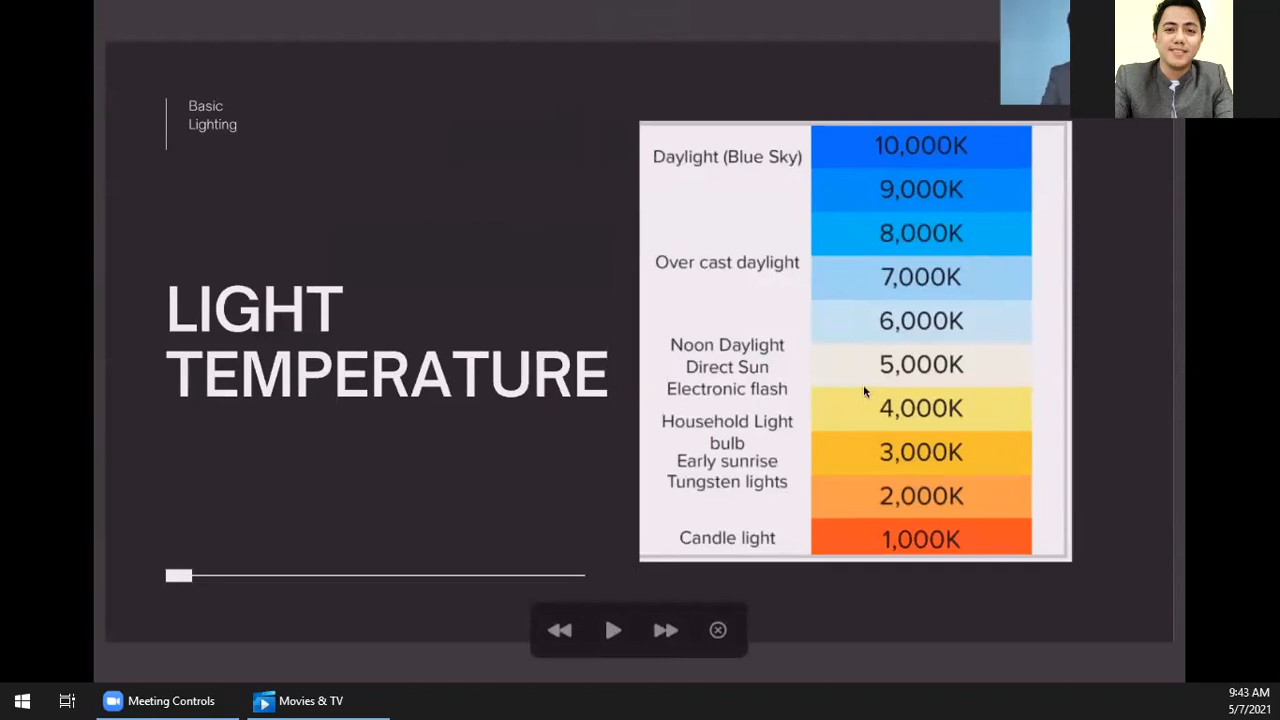 Basic
Lighting
LIGHT
TEMPERATURE
Daylight (Blue Sky)
10,000K
9,000K
8,000K
Over cast daylight
7,000K
6,000K
Noon Daylight
Direct Sun
Electronic flash
5,000K
4,000K
Household Light
bulb
Early sunrise
Tungsten lights
3,000K
2,000K
Candle light
1,000K
Meeting Controls
Movies & TV
9:43 AM
5/7/2021